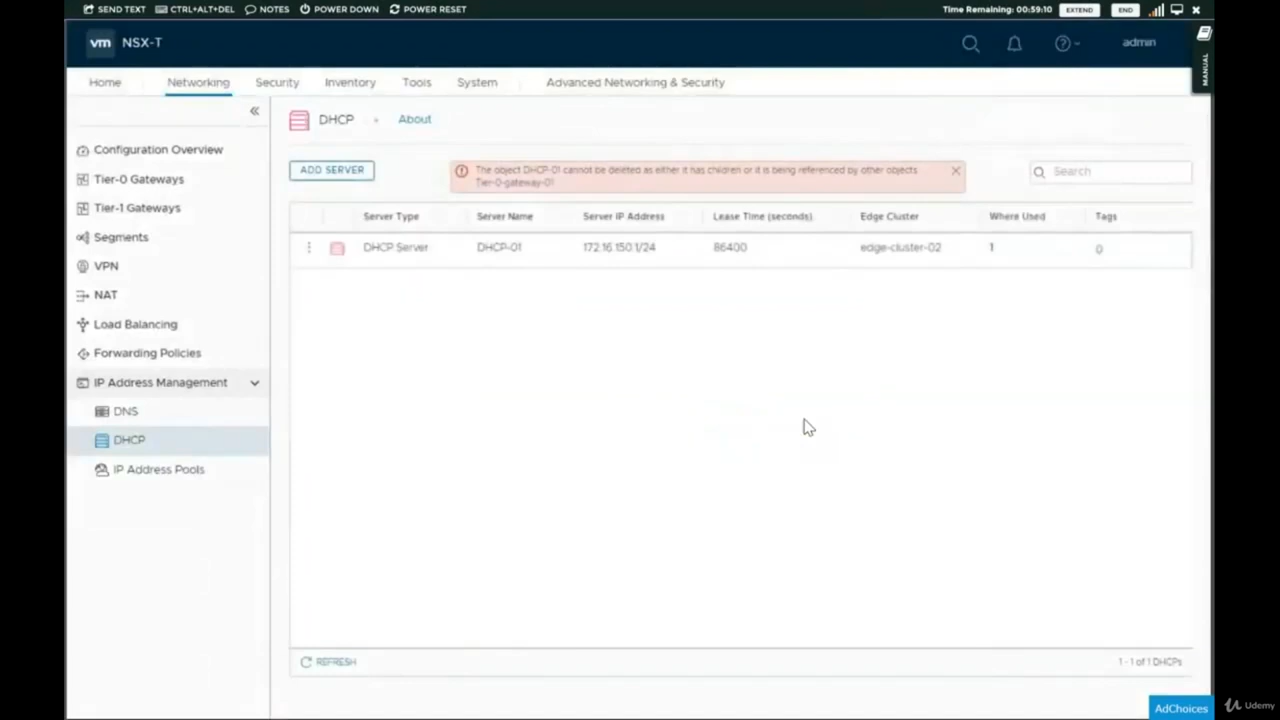 SEND TEXT CTRL+ALT+DEL NOTES POWER DOWN POWER RESET Time Remaining: 00:59:10 EXTEND END
vm NSX-T admin
MANUAL
Home Networking Security Inventory Tools System Advanced Networking & Security
DHCP About
ADD SERVER
The object DHCP-01 cannot be deleted as either it has children or it is being referenced by other objects
Tier-0-gateway-01
Search
Server Type Server Name Server IP Address Lease Time (seconds) Edge Cluster Where Used Tags
DHCP Server DHCP-01 172.16.150.1/24 86400 edge-cluster-02 1 0
Configuration Overview
Tier-0 Gateways
Tier-1 Gateways
Segments
VPN
NAT
Load Balancing
Forwarding Policies
IP Address Management
DNS
DHCP
IP Address Pools
REFRESH 1 - 1 of 1 DHCPs
AdChoices
Udemy